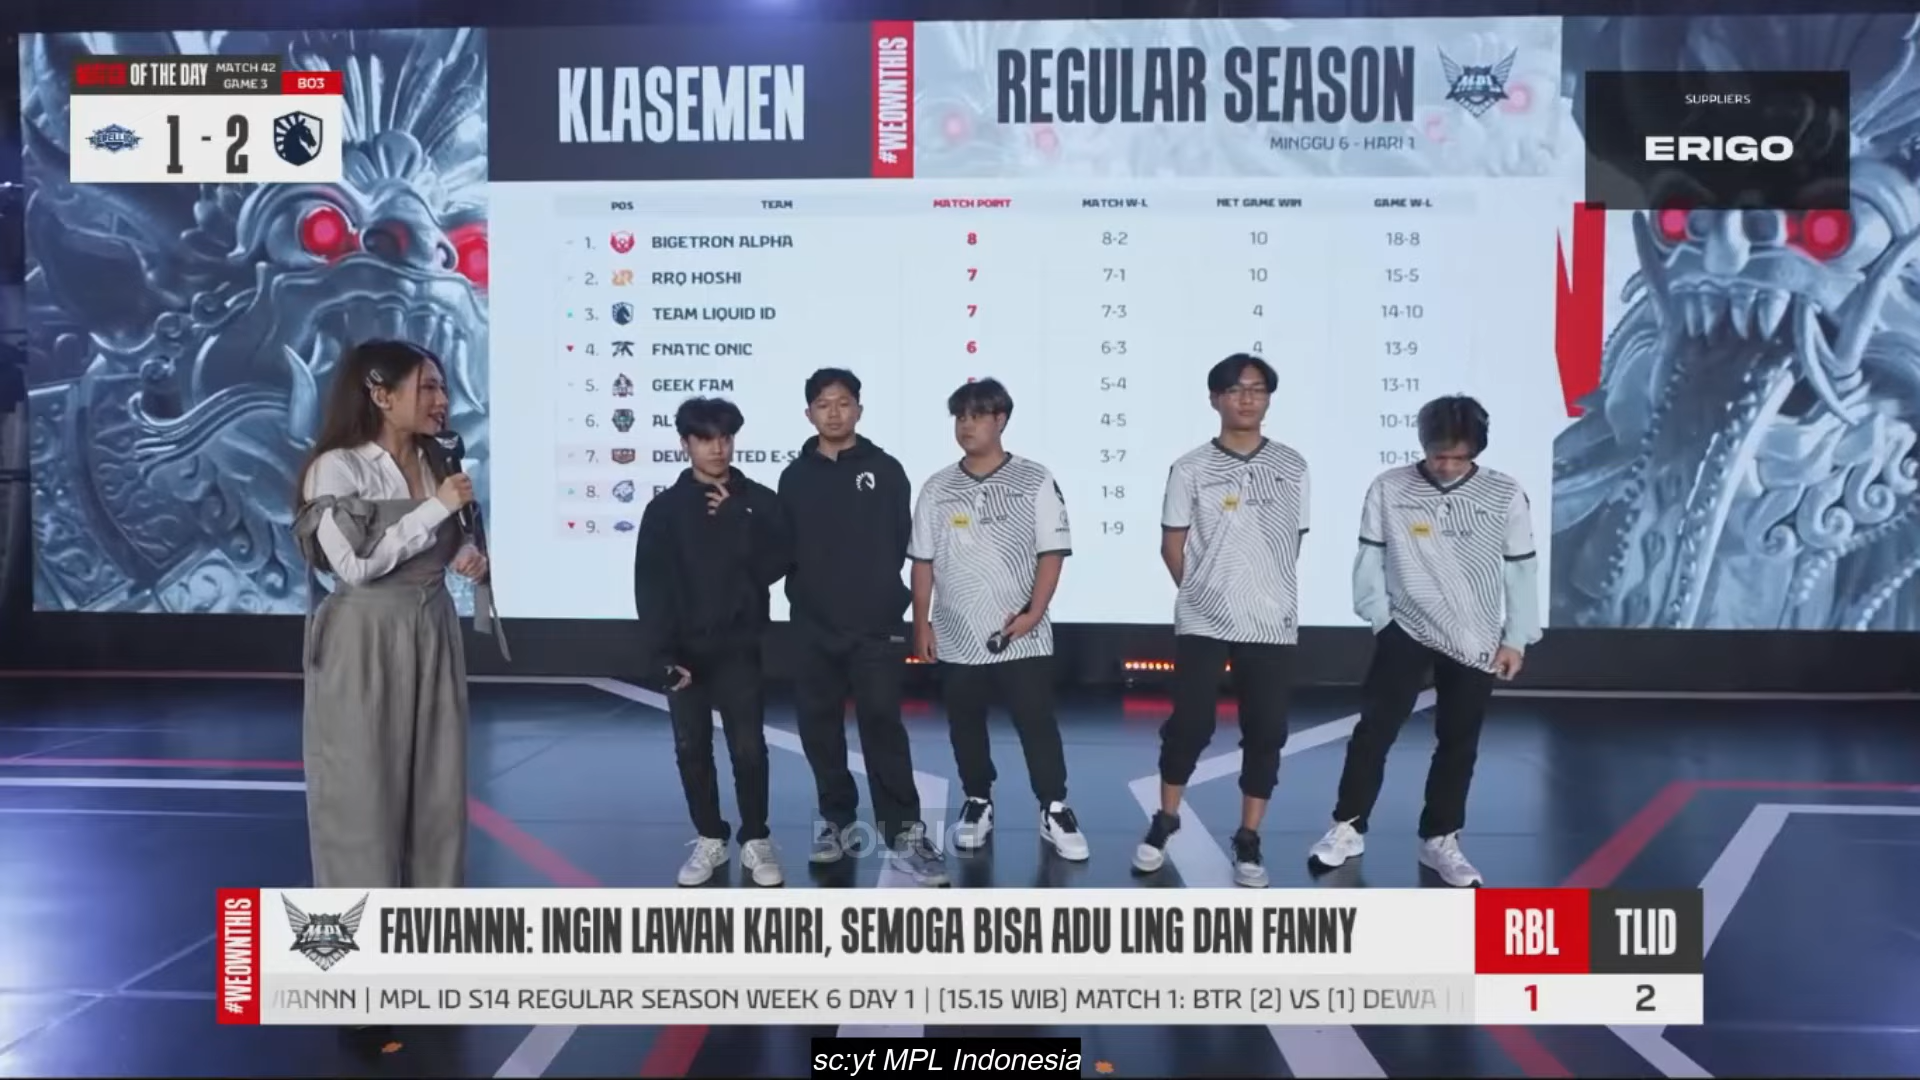 OF THE DAY
MATCH 42
GAME 3
BO3
REBELLION
1 - 2
KLASEMEN
#WEOWNTHIS
REGULAR SEASON
MPL
MINGGU 6 - HARI 1
SUPPLIERS
ERIGO
POS TEAM MATCH POINT MATCH W-L NET GAME WIN GAME W-L
1. BIGETRON ALPHA 8 8-2 10 18-8
2. RRQ HOSHI 7 7-1 10 15-5
3. TEAM LIQUID ID 7 7-3 4 14-10
4. FNATIC ONIC 6 6-3 4 13-9
5. GEEK FAM 5-4 13-11
6. 4-5 10-12
7. 3-7 10-15
8. 1-8
9. 1-9
#WEOWNTHIS
MPL
FAVIANNN: INGIN LAWAN KAIRI, SEMOGA BISA ADU LING DAN FANNY
RBL TLID
IANNN | MPL ID S14 REGULAR SEASON WEEK 6 DAY 1 | (15.15 WIB) MATCH 1: BTR (2) VS (1) DEWA |
1 2
sc:yt MPL Indonesia